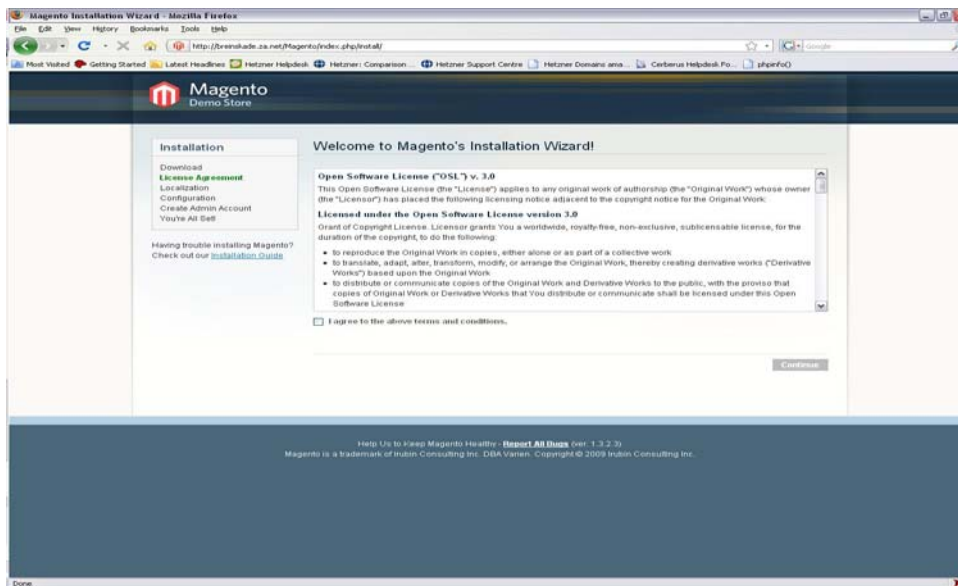 Magento Installation Wizard - Mozilla Firefox
File Edit View History Bookmarks Tools Help
http://breinskade.za.net/Magento/index.php/install/
Google
Most Visited Getting Started Latest Headlines Hetzner Helpdesk Hetzner: Comparison ... Hetzner Support Centre Hetzner Domains ama... Cerberus Helpdesk Po... phpinfo()
Magento
Demo Store
Installation
Download
License Agreement
Localization
Configuration
Create Admin Account
You're All Set!
Having trouble installing Magento?
Check out our Installation Guide
Welcome to Magento's Installation Wizard!
Open Software License ("OSL") v. 3.0
This Open Software License (the "License") applies to any original work of authorship (the "Original Work") whose owner
(the "Licensor") has placed the following licensing notice adjacent to the copyright notice for the Original Work:
Licensed under the Open Software License version 3.0
Grant of Copyright License. Licensor grants You a worldwide, royalty-free, non-exclusive, sublicensable license, for the
duration of the copyright, to do the following:
• to reproduce the Original Work in copies, either alone or as part of a collective work
• to translate, adapt, alter, transform, modify, or arrange the Original Work, thereby creating derivative works ("Derivative
Works") based upon the Original Work
• to distribute or communicate copies of the Original Work and Derivative Works to the public, with the proviso that
copies of Original Work or Derivative Works that You distribute or communicate shall be licensed under this Open
Software License
I agree to the above terms and conditions.
Continue
Help Us to Keep Magento Healthy - Report All Bugs (ver. 1.3.2.3)
Magento is a trademark of Irubin Consulting Inc. DBA Varien. Copyright © 2009 Irubin Consulting Inc.
Done